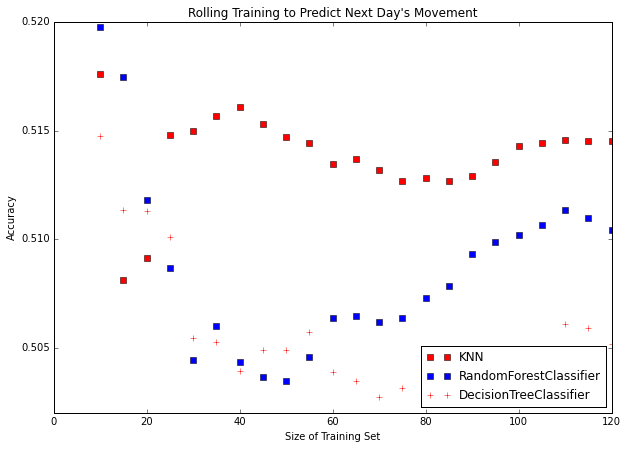 Rolling Training to Predict Next Day's Movement
0.520
0.515
0.510
0.505
Accuracy
KNN
RandomForestClassifier
DecisionTreeClassifier
0 20 40 60 80 100 120
Size of Training Set